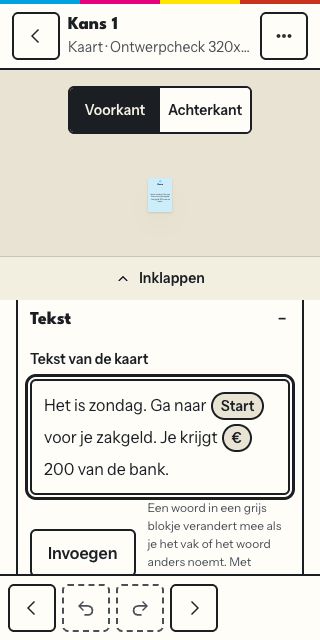 Kans 1
Kaart · Ontwerpcheck 320x...
Voorkant Achterkant
Inklappen
Tekst
Tekst van de kaart
Het is zondag. Ga naar Start
voor je zakgeld. Je krijgt €
200 van de bank.
Een woord in een grijs
blokje verandert mee als
je het vak of het woord
anders noemt. Met
Invoegen